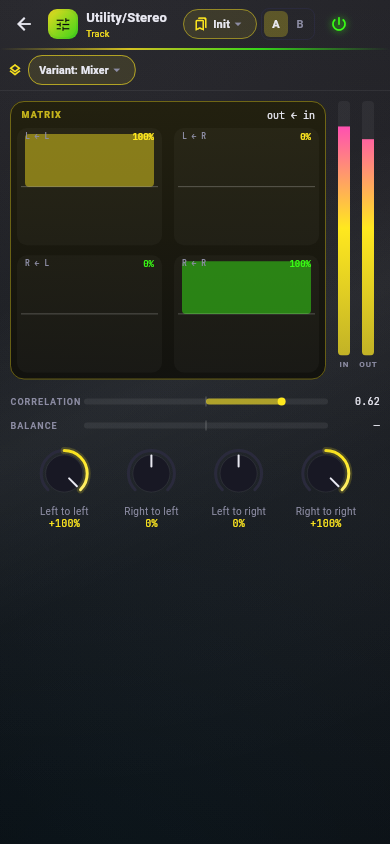 Utility/Stereo
Track
Init
A
B
Variant: Mixer
MATRIX
out ← in
L ← L
100%
L ← R
0%
R ← L
0%
R ← R
100%
IN
OUT
CORRELATION
0.62
BALANCE
—
Left to left
+100%
Right to left
0%
Left to right
0%
Right to right
+100%